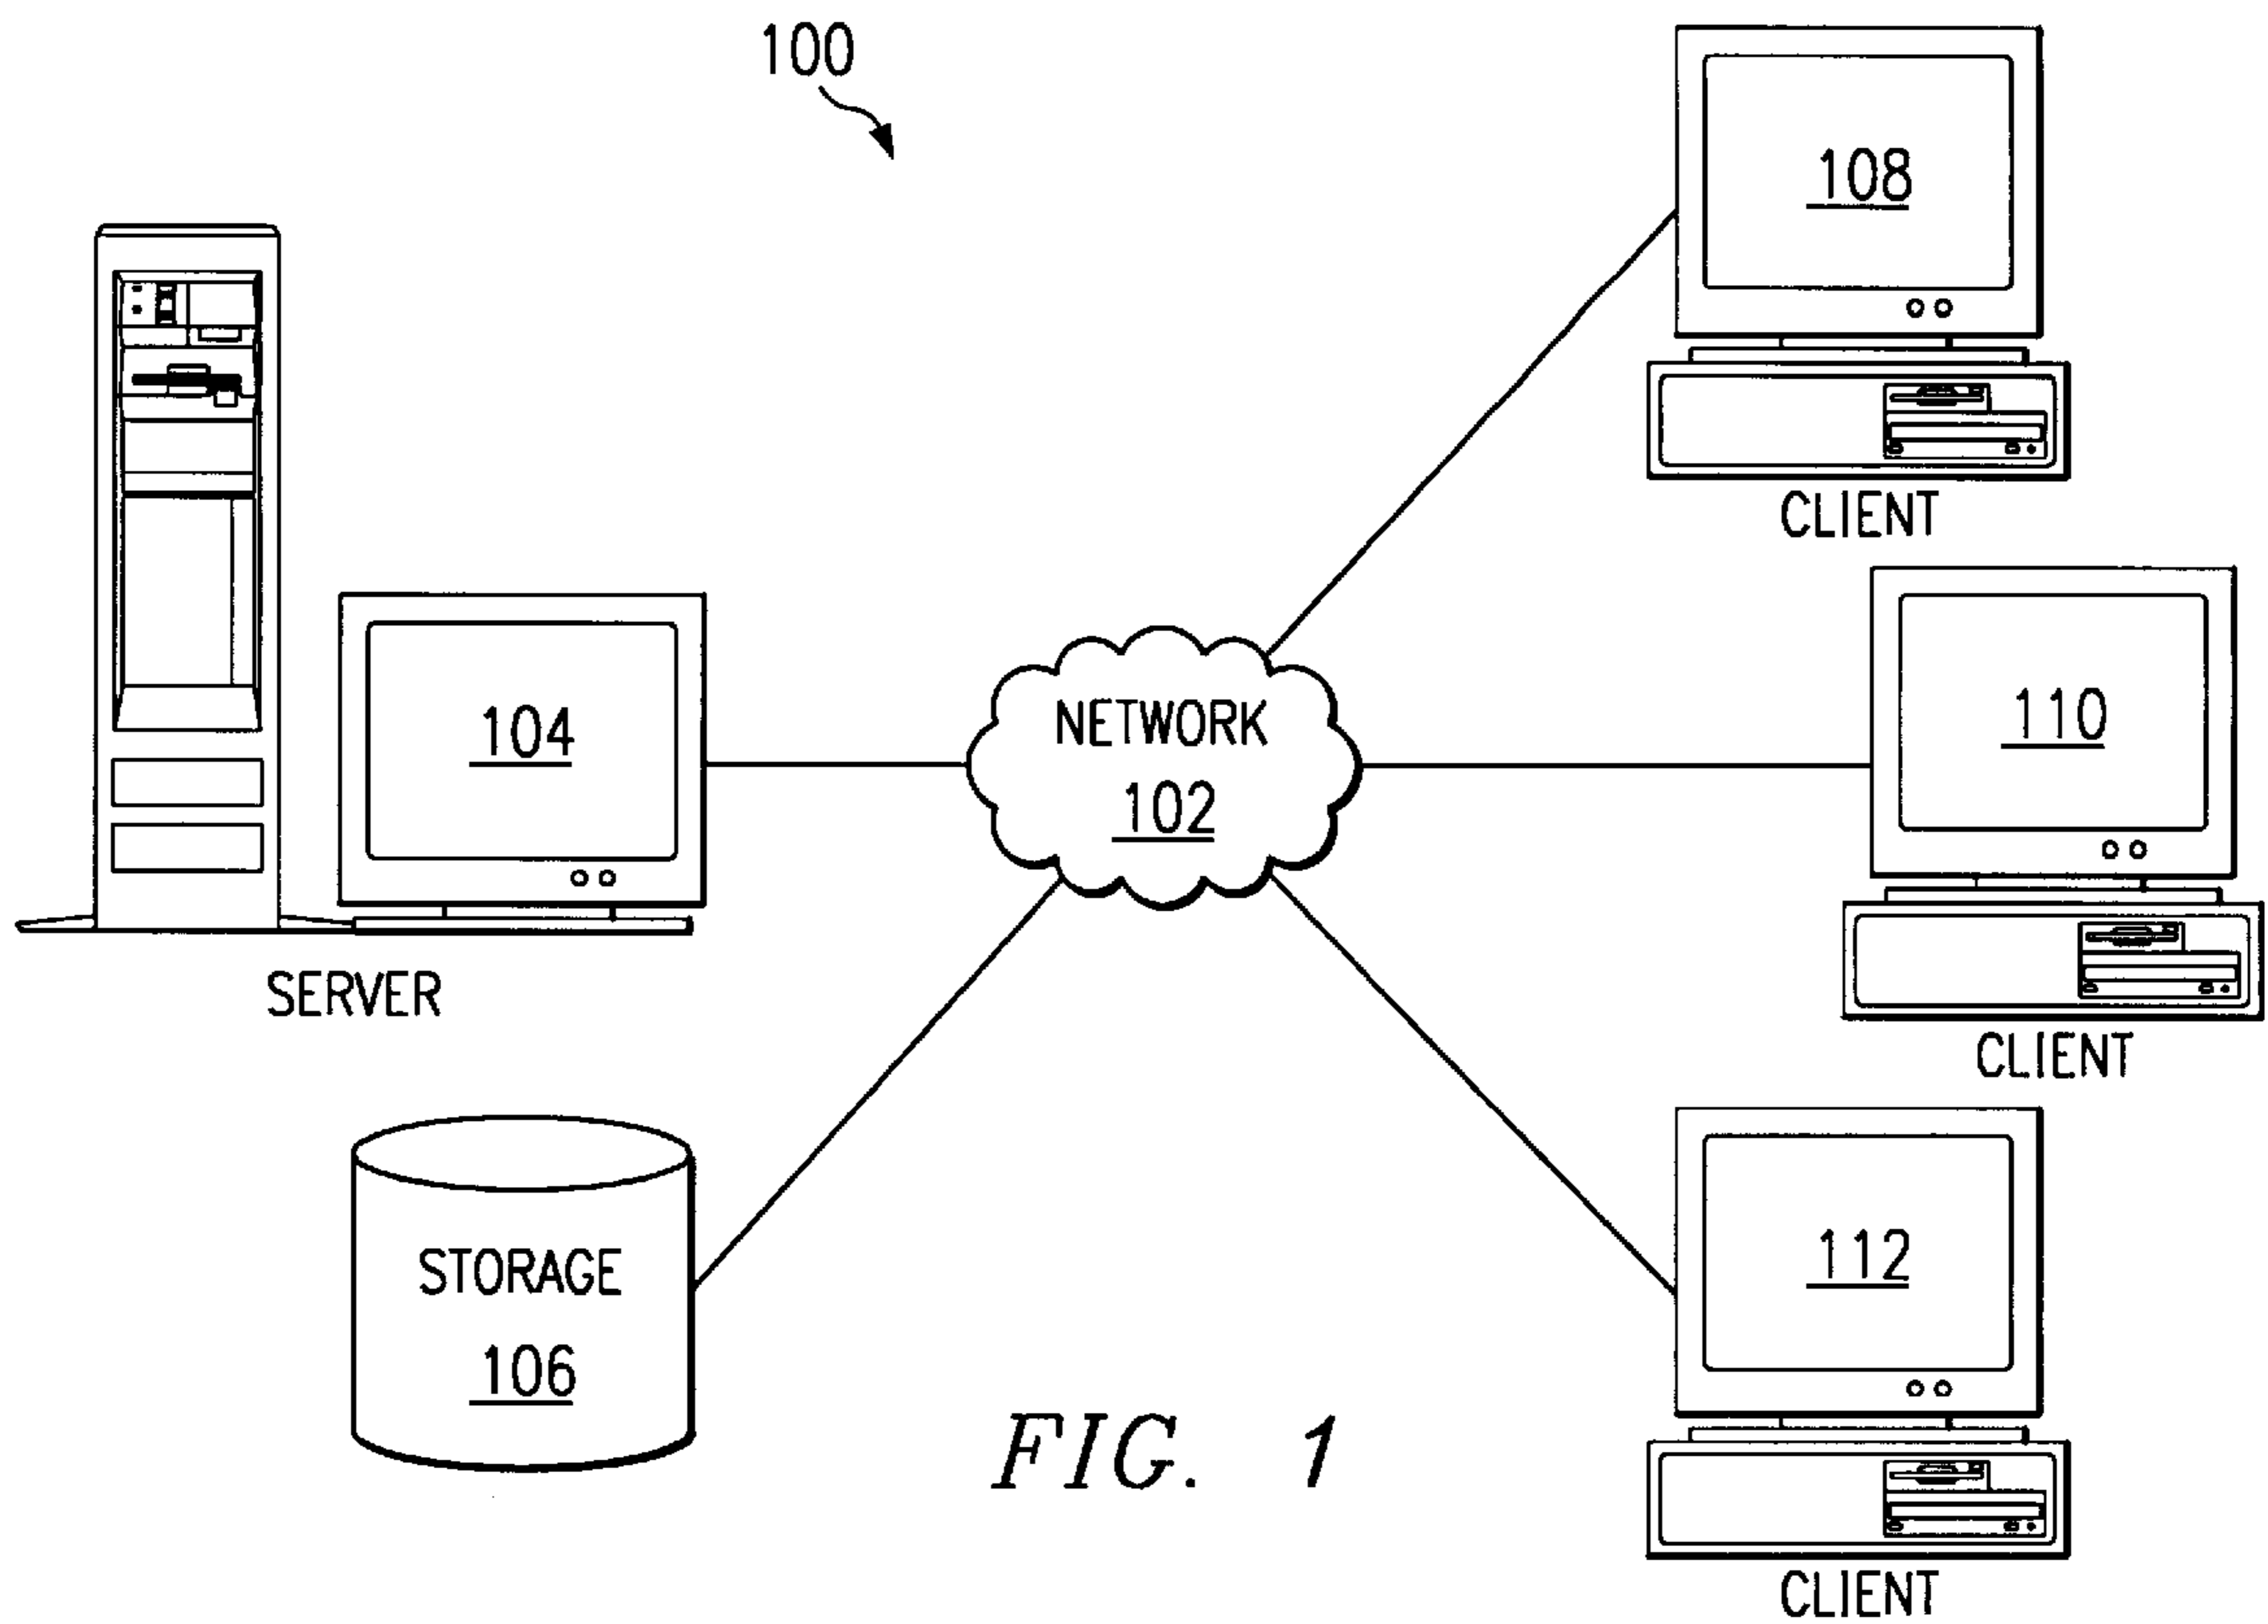 100
108
CLIENT
104
SERVER
NETWORK
102
110
CLIENT
STORAGE
106
112
CLIENT
FIG. 1